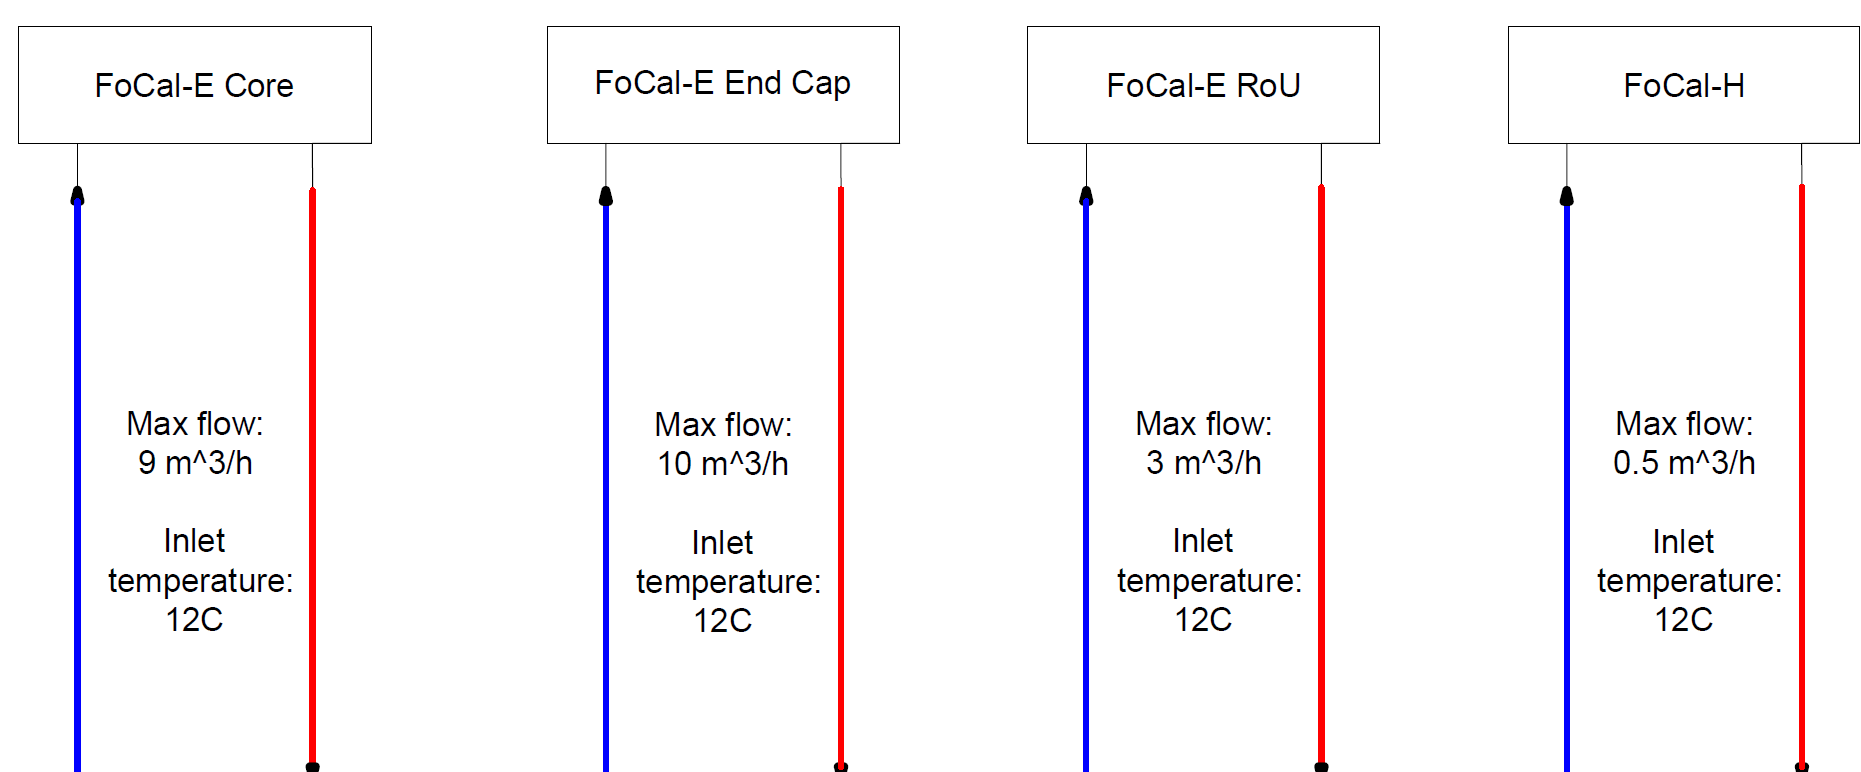 FoCal-E Core
FoCal-E End Cap
FoCal-E RoU
FoCal-H
Max flow:
9 m^3/h
Inlet
temperature:
12C
Max flow:
10 m^3/h
Inlet
temperature:
12C
Max flow:
3 m^3/h
Inlet
temperature:
12C
Max flow:
0.5 m^3/h
Inlet
temperature:
12C